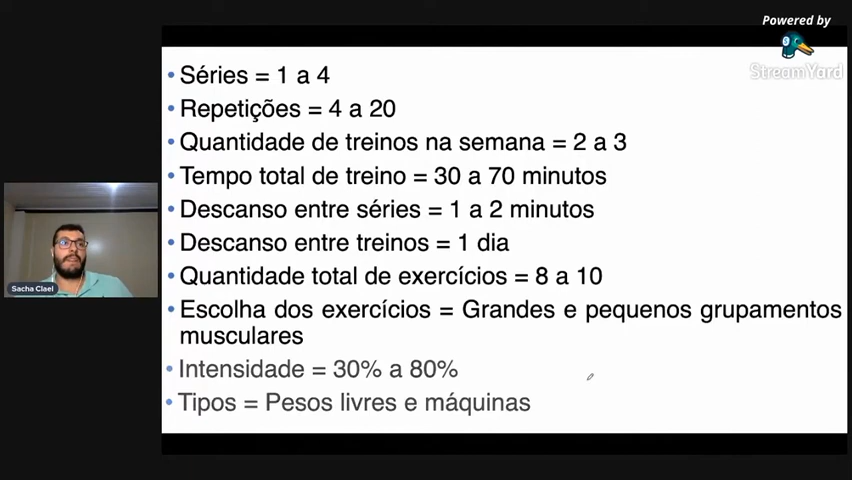 Powered by
StreamYard
• Séries = 1 a 4
• Repetições = 4 a 20
• Quantidade de treinos na semana = 2 a 3
• Tempo total de treino = 30 a 70 minutos
• Descanso entre séries = 1 a 2 minutos
• Descanso entre treinos = 1 dia
• Quantidade total de exercícios = 8 a 10
• Escolha dos exercícios = Grandes e pequenos grupamentos
musculares
• Intensidade = 30% a 80%
• Tipos = Pesos livres e máquinas
Sacha Clael